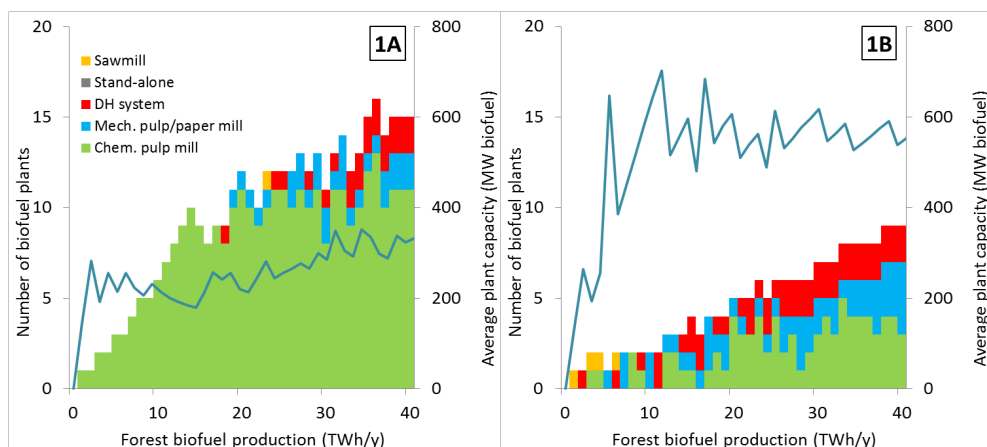 20
15
10
5
0
Number of biofuel plants
1A
Sawmill
Stand-alone
DH system
Mech. pulp/paper mill
Chem. pulp mill
800
600
400
200
0
Average plant capacity (MW biofuel)
0
10
20
30
40
Forest biofuel production (TWh/y)
20
15
10
5
0
Number of biofuel plants
1B
800
600
400
200
0
Average plant capacity (MW biofuel)
0
10
20
30
40
Forest biofuel production (TWh/y)